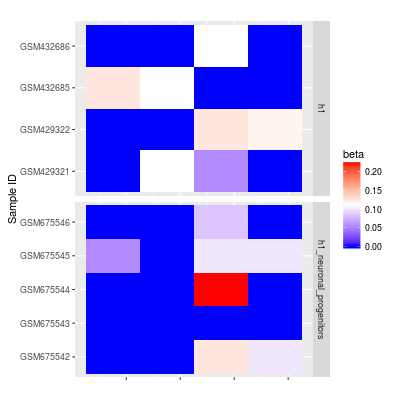 GSM432686
GSM432685
GSM429322
GSM429321
h1
Sample ID
GSM675546
GSM675545
GSM675544
GSM675543
GSM675542
h1_neuronal_progenitors
beta
0.20
0.15
0.10
0.05
0.00